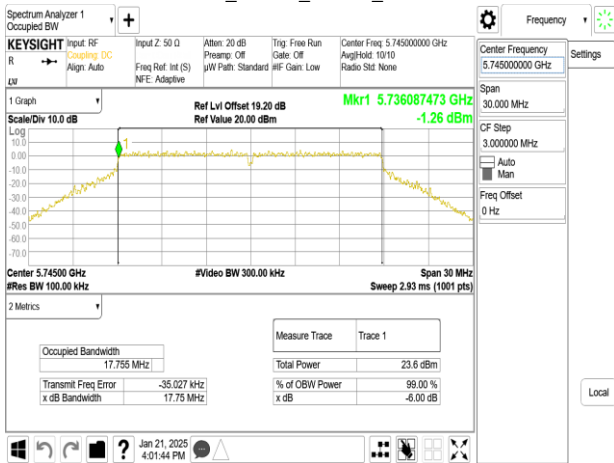 Spectrum Analyzer 1
Occupied BW
+
Frequency
KEYSIGHT
R
LXI
Input: RF
Coupling: DC
Align: Auto
Input Z: 50 Ω
Freq Ref: Int (S)
NFE: Adaptive
Atten: 20 dB
Preamp: Off
µW Path: Standard
Trig: Free Run
Gate: Off
#IF Gain: Low
Center Freq: 5.745000000 GHz
Avg|Hold: 10/10
Radio Std: None
Center Frequency
5.745000000 GHz
Settings
Span
30.000 MHz
CF Step
3.000000 MHz
Auto
Man
Freq Offset
0 Hz
Local
1 Graph
Scale/Div 10.0 dB
Ref Lvl Offset 19.20 dB
Ref Value 20.00 dBm
Mkr1 5.736087473 GHz
-1.26 dBm
Log
10.0
0.00
-10.0
-20.0
-30.0
-40.0
-50.0
-60.0
-70.0
1
Center 5.74500 GHz
#Res BW 100.00 kHz
#Video BW 300.00 kHz
Span 30 MHz
Sweep 2.93 ms (1001 pts)
2 Metrics
Measure Trace Trace 1
Occupied Bandwidth
17.755 MHz
Total Power 23.6 dBm
Transmit Freq Error -35.027 kHz
% of OBW Power 99.00 %
x dB Bandwidth 17.75 MHz
x dB -6.00 dB
?
Jan 21, 2025
4:01:44 PM